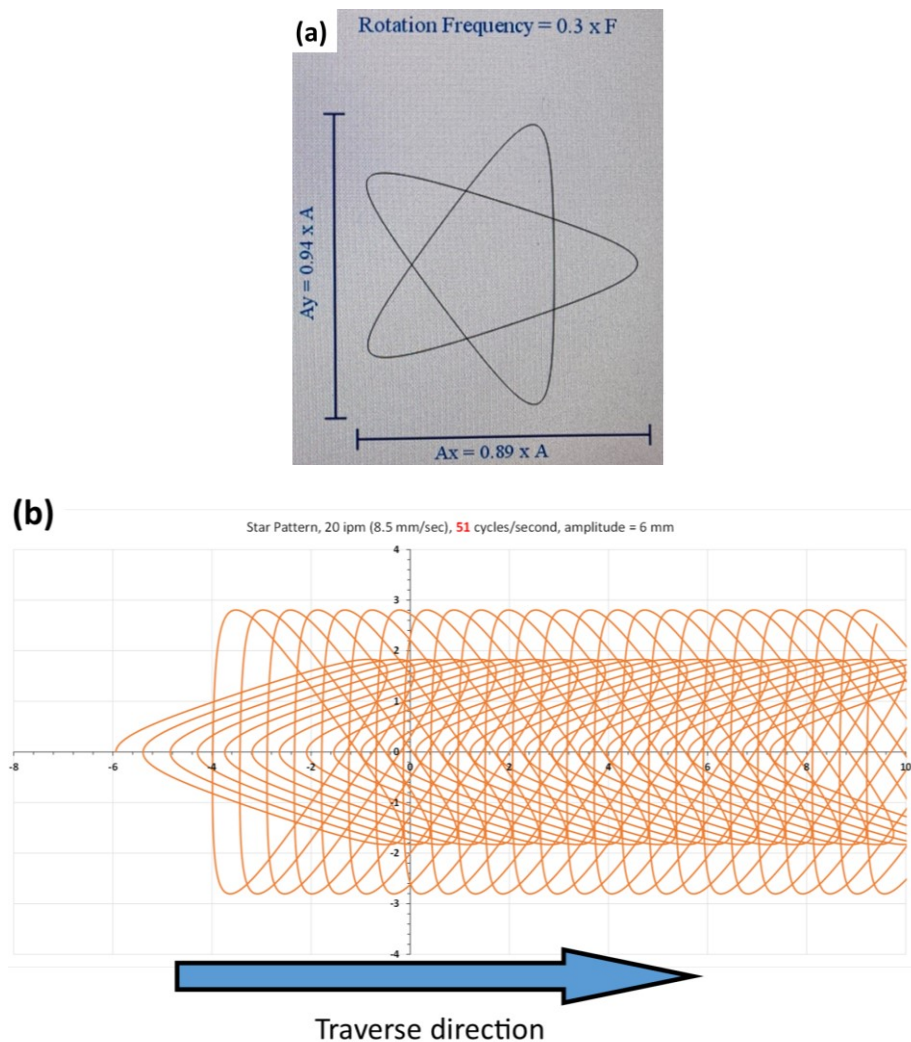 (a)
Rotation Frequency = 0.3 x F
Ay = 0.94 x A
Ax = 0.89 x A
(b)
Star Pattern, 20 ipm (8.5 mm/sec), 51 cycles/second, amplitude = 6 mm
4
3
2
1
0
-8 -6 -4 -2 0 2 4 6 8 10
-1
-2
-3
-4
Traverse direction